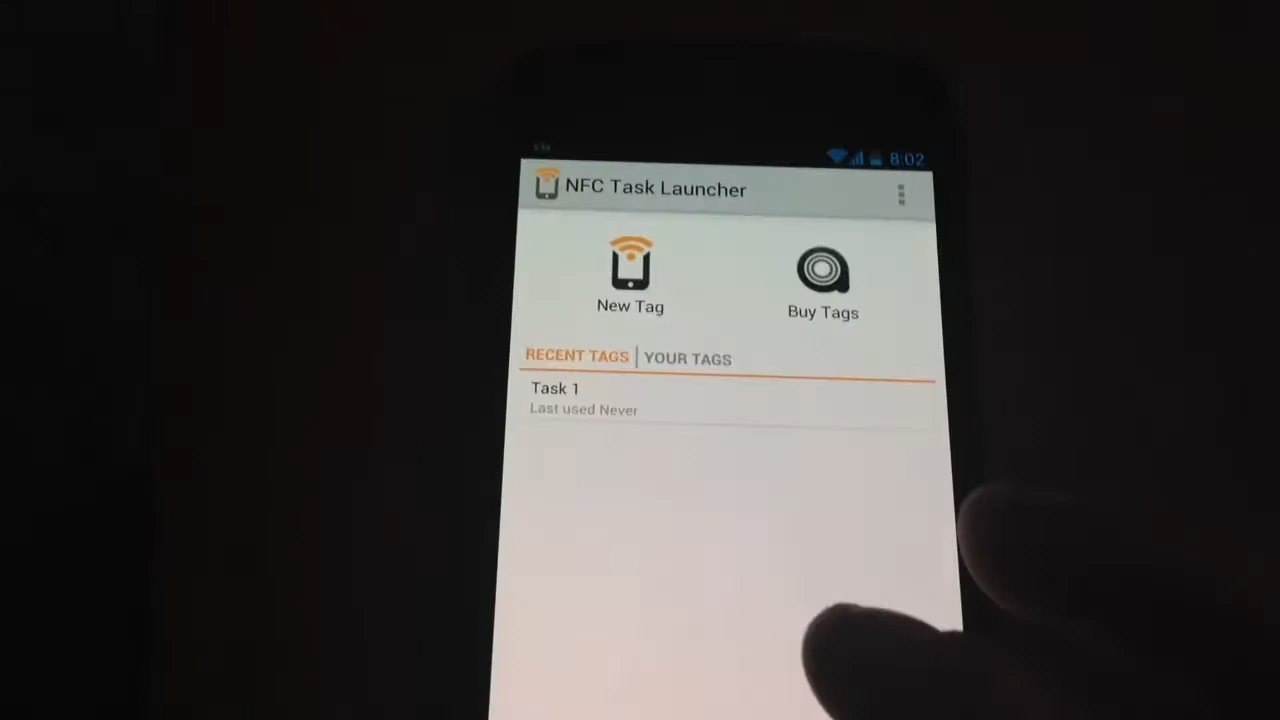 8:02
NFC Task Launcher
New Tag
Buy Tags
RECENT TAGS | YOUR TAGS
Task 1
Last used Never